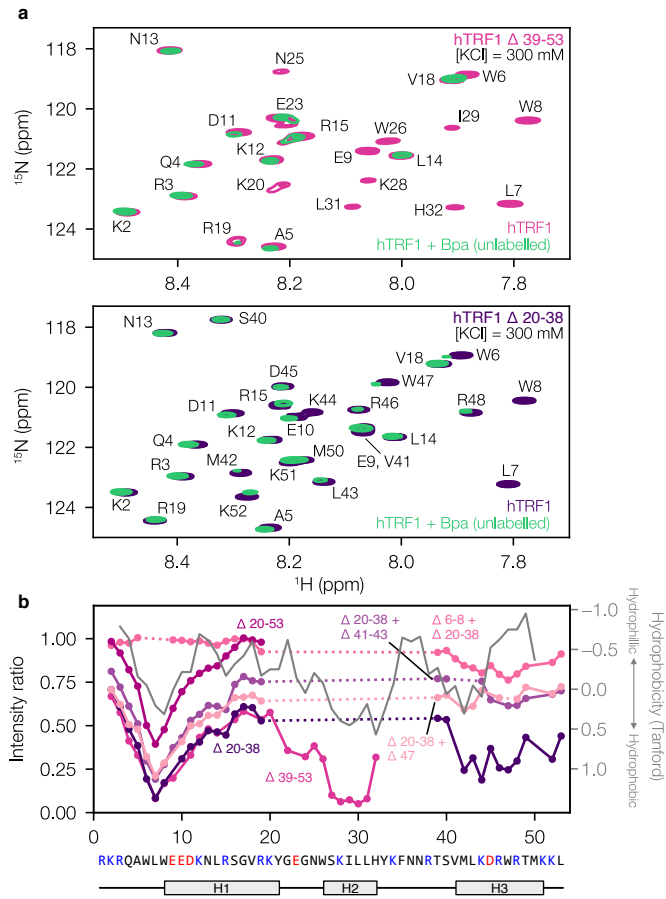 a
hTRF1 Δ 39-53
[KCl] = 300 mM
N13
N25
V18
W6
E23
D11
R15
I29
W8
K12
W26
E9
L14
Q4
R3
K20
K28
L7
L31
H32
K2
R19
A5
hTRF1
hTRF1 + Bpa (unlabelled)
118
120
122
124
15N (ppm)
8.4
8.2
8.0
7.8
hTRF1 Δ 20-38
[KCl] = 300 mM
N13
S40
V18
W6
D45
W47
R15
K44
R46
R48
W8
D11
E10
K12
L14
Q4
E9, V41
M50
R3
M42
K51
L43
L7
K2
K52
R19
A5
hTRF1
hTRF1 + Bpa (unlabelled)
118
120
122
124
15N (ppm)
8.4
8.2
8.0
7.8
1H (ppm)
b
Δ 20-53
Δ 20-38 +
Δ 41-43
Δ 6-8 +
Δ 20-38
Δ 20-38
Δ 39-53
Δ 20-38 +
Δ 47
1.00
0.75
0.50
0.25
0.00
Intensity ratio
−1.0
−0.5
0.0
0.5
1.0
Hydrophillic
Hydrophobic
Hydrophobicity (Tanford)
0
10
20
30
40
50
RKRQAWLWEEDKNLRSGVRKYGEGNWSKILLHYKFNNRTSVMLKDRWRTMKKL
H1
H2
H3